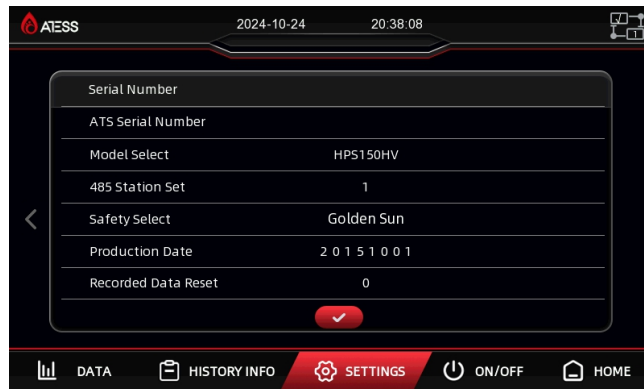 ATESS 2024-10-24 20:38:08
1
Serial Number
ATS Serial Number
Model Select HPS150HV
485 Station Set 1
Safety Select Golden Sun
Production Date 2 0 1 5 1 0 0 1
Recorded Data Reset 0
DATA HISTORY INFO SETTINGS ON/OFF HOME